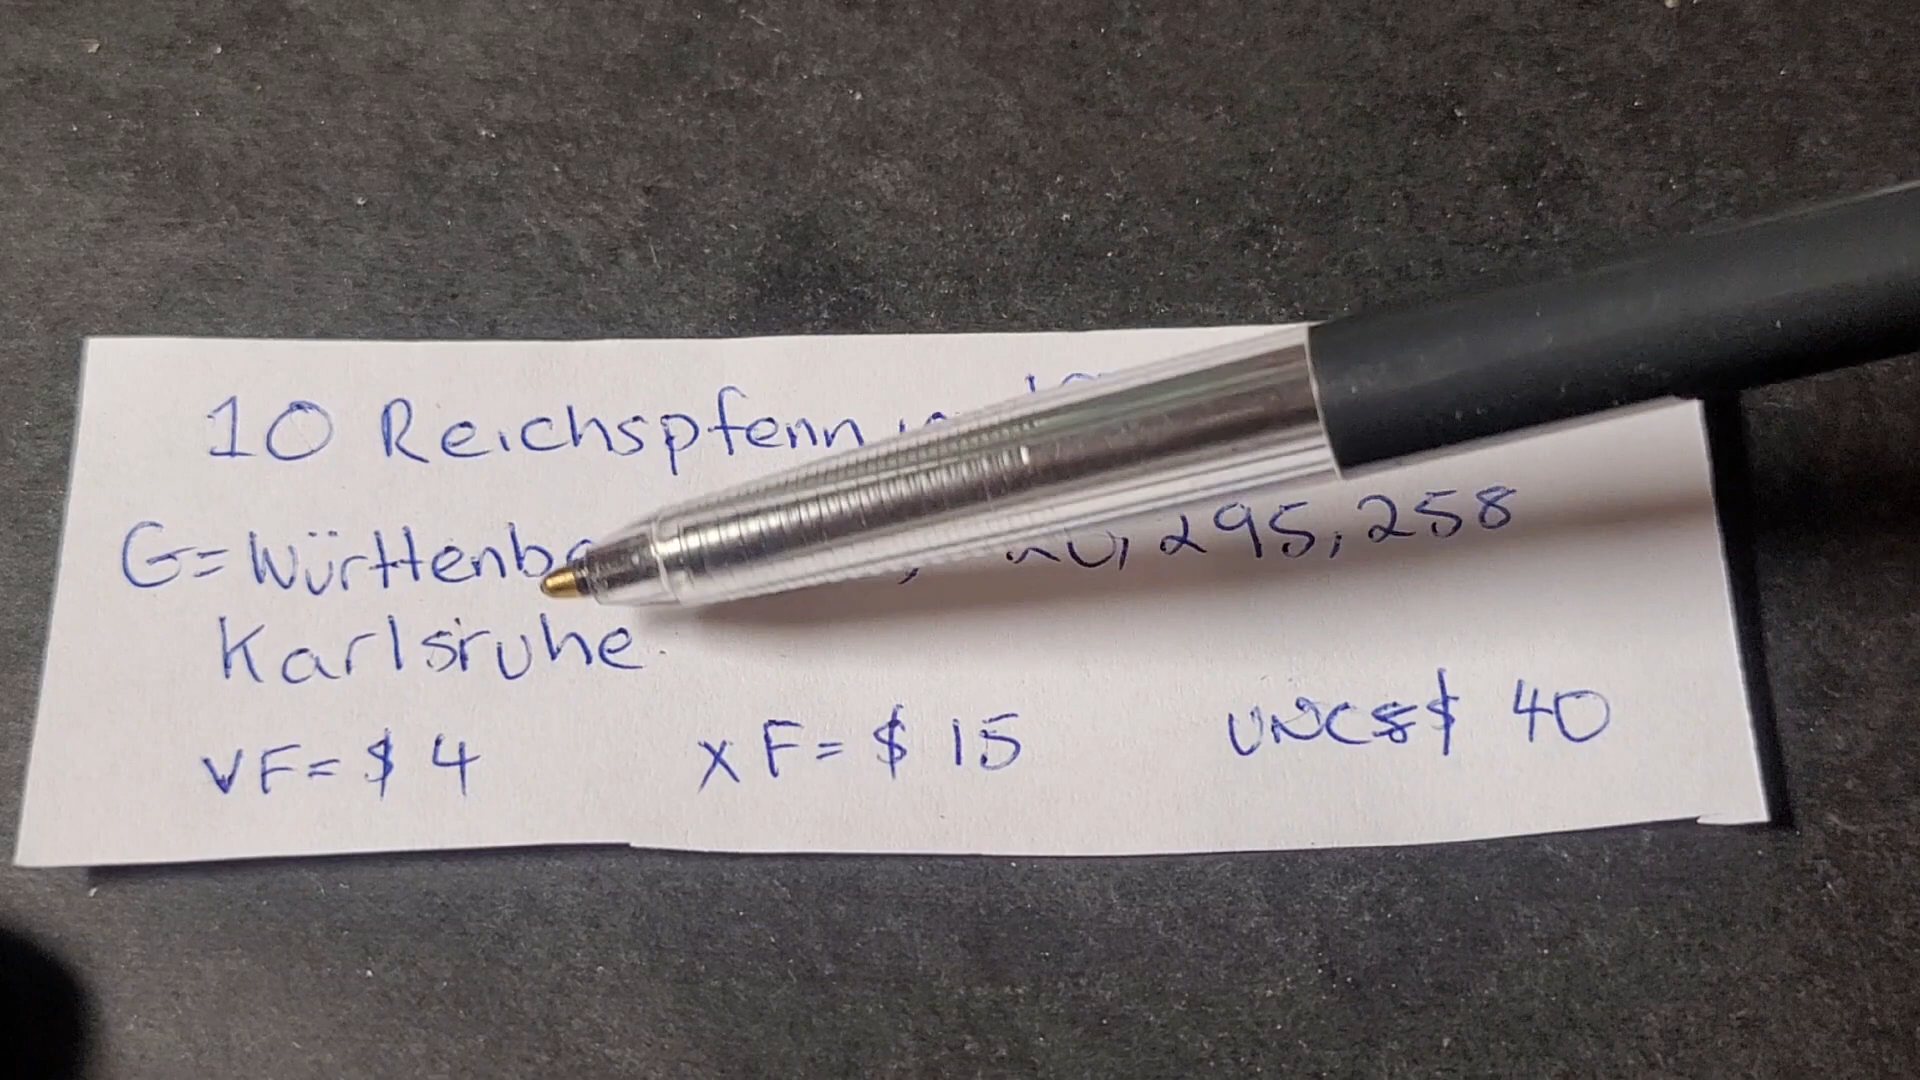 10 Reichspfenn
G=Württenb 295,258
Karlsruhe
VF=$4 XF=$15 UNC$ 40